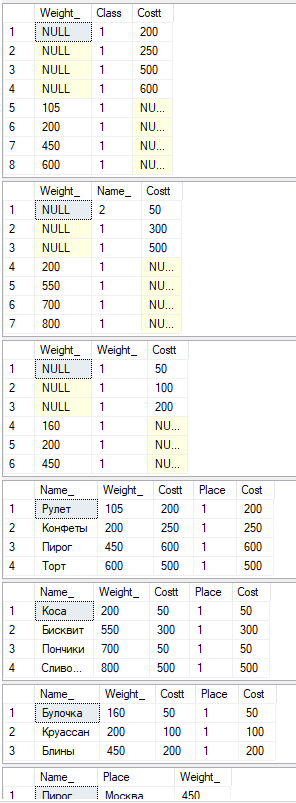 Weight_ Class Costt
1 NULL 1 200
2 NULL 1 250
3 NULL 1 500
4 NULL 1 600
5 105 1 NU...
6 200 1 NU...
7 450 1 NU...
8 600 1 NU...
Weight_ Name_ Costt
1 NULL 2 50
2 NULL 1 300
3 NULL 1 500
4 200 1 NU...
5 550 1 NU...
6 700 1 NU...
7 800 1 NU...
Weight_ Weight_ Costt
1 NULL 1 50
2 NULL 1 100
3 NULL 1 200
4 160 1 NU...
5 200 1 NU...
6 450 1 NU...
Name_ Weight_ Costt Place Cost
1 Рулет 105 200 1 200
2 Конфеты 200 250 1 250
3 Пирог 450 600 1 600
4 Торт 600 500 1 500
Name_ Weight_ Costt Place Cost
1 Коса 200 50 1 50
2 Бисквит 550 300 1 300
3 Пончики 700 50 1 50
4 Сливо... 800 500 1 500
Name_ Weight_ Costt Place Cost
1 Булочка 160 50 1 50
2 Круассан 200 100 1 100
3 Блины 450 200 1 200
Name_ Place Weight_
1 Пирог Москва 450